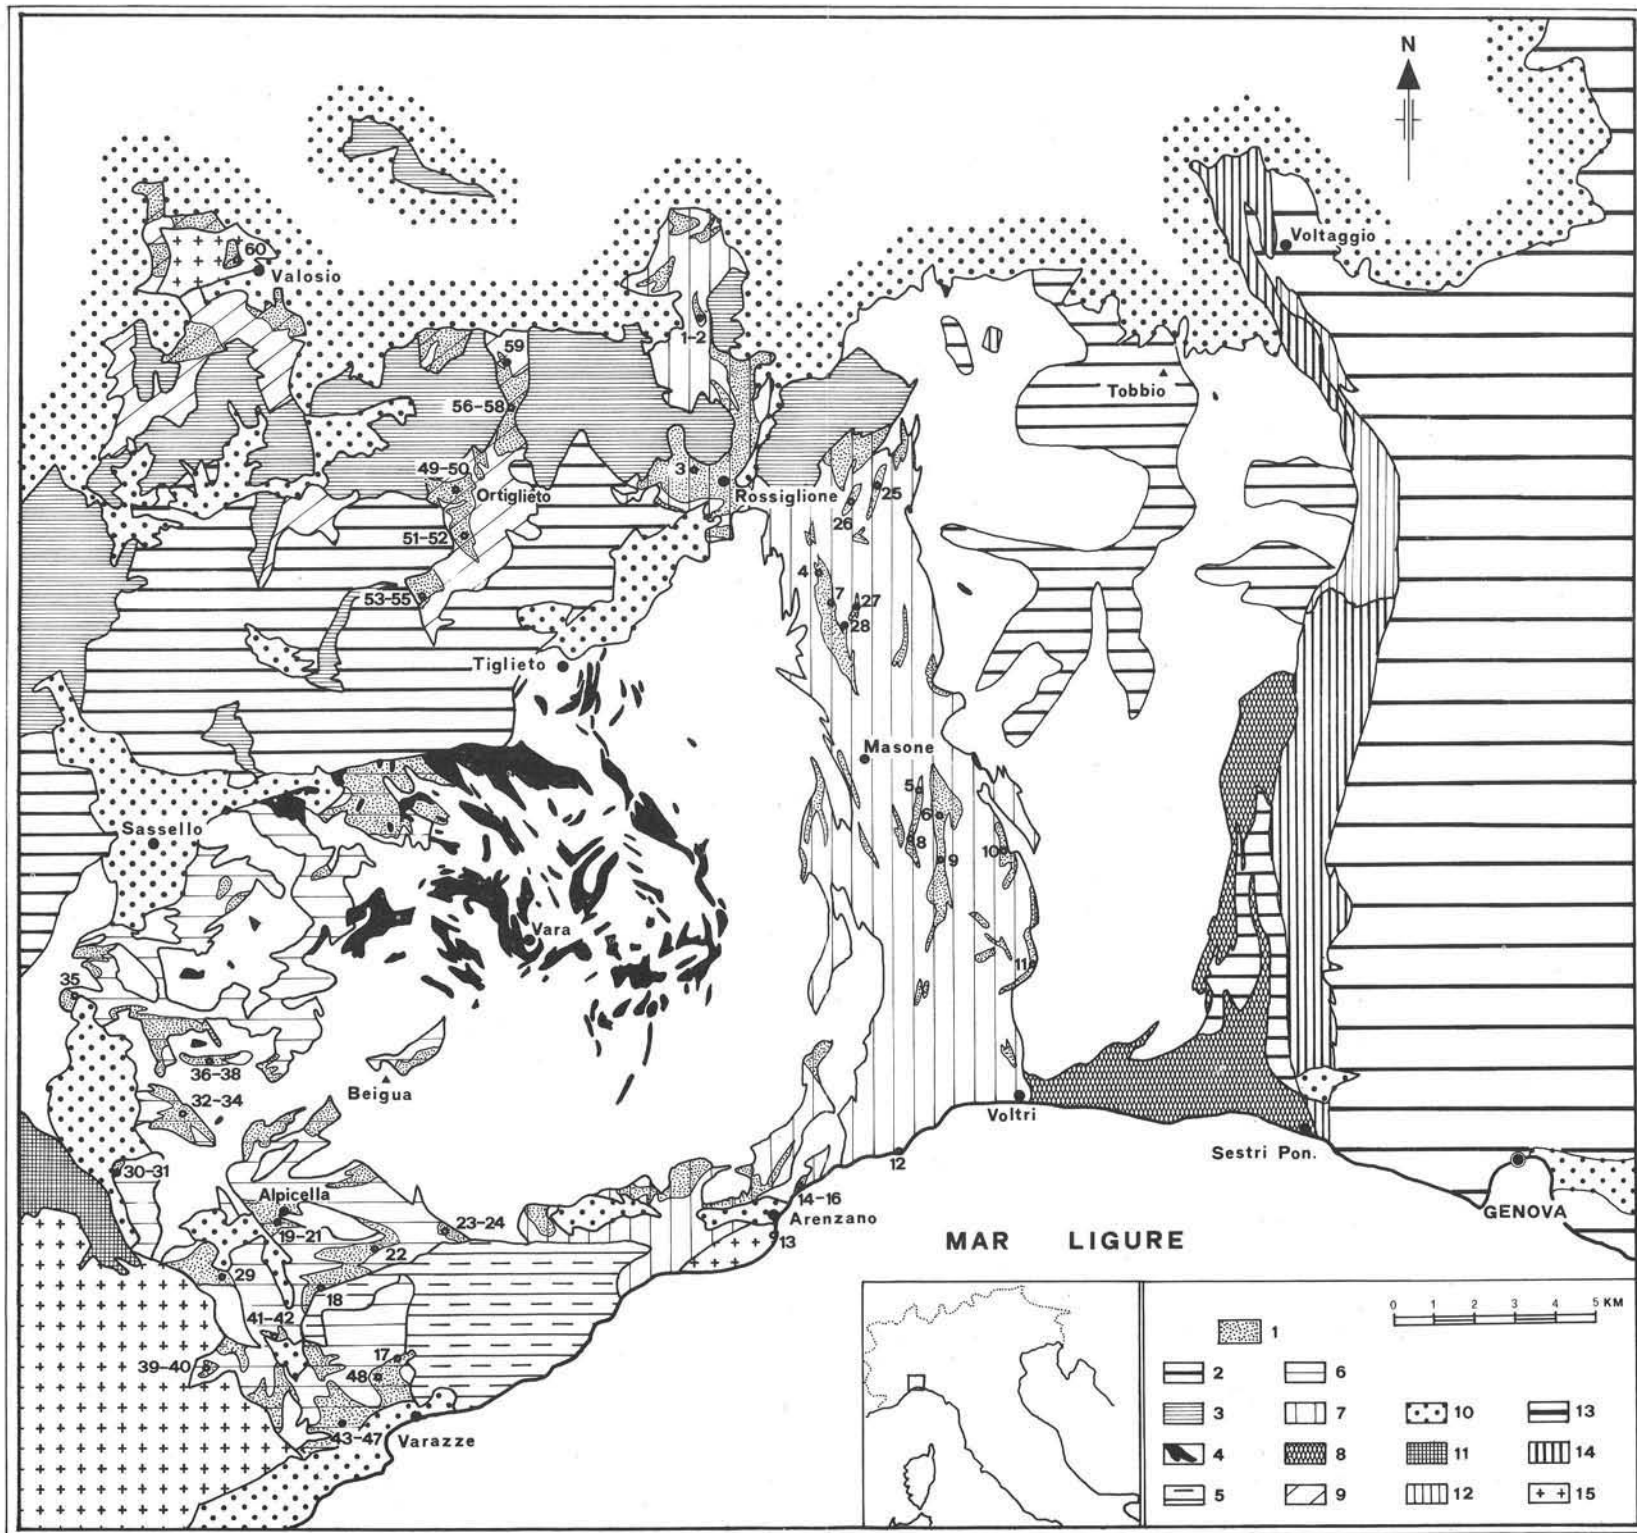 N
Voltaggio
60
Valosio
1-2
59
Tobbio
56-58
49-50
3
Ortiglieto
Rossiglione
25
26
51-52
4
53-55
7
27
28
Tiglieto
Masone
5
6
Sassello
8
10
9
Vara
11
35
36-38
Beigua
32-34
Voltri
Sestri Pon.
12
30-31
14-16
Alpicella
23-24
Arenzano
GENOVA
19-21
13
22
MAR LIGURE
29
18
41-42
0 1 2 3 4 5 KM
1
17
39-40
48
2 6
3 7 10 13
43-47
Varazze
4 8 11 14
5 9 12 15